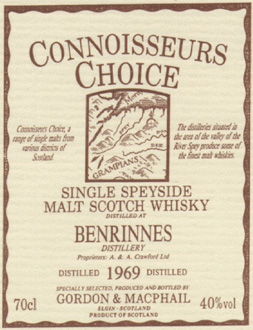 CONNOISSEURS
CHOICE
Connoisseurs Choice, a
range of single malts from
various districts of
Scotland
GRAMPIANS
The distilleries situated in
the area of the valley of the
River Spey produce some of
the finest malt whiskies.
SINGLE SPEYSIDE
MALT SCOTCH WHISKY
DISTILLED AT
BENRINNES
DISTILLERY
Proprietors: A. & A. Crawford Ltd
DISTILLED 1969 DISTILLED
SPECIALLY SELECTED, PRODUCED AND BOTTLED BY
70cl GORDON & MACPHAIL 40%vol
ELGIN · SCOTLAND
PRODUCT OF SCOTLAND